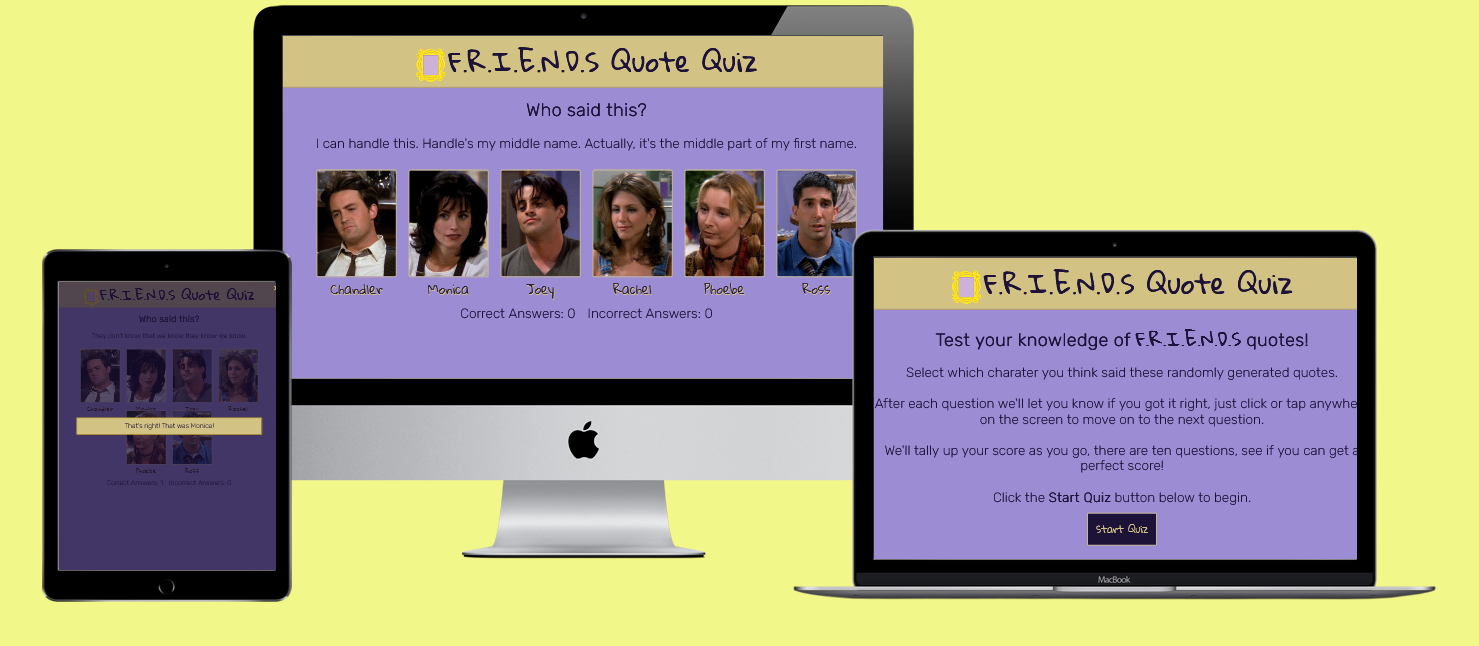 F.R.I.E.N.D.S Quote Quiz
Who said this?
I can handle this. Handle's my middle name. Actually, it's the middle part of my first name.
Chandler Monica Joey Rachel Phoebe Ross
Correct Answers: 0 Incorrect Answers: 0
F.R.I.E.N.D.S Quote Quiz
Who said this?
They don't know that we know they know we know.
Chandler Monica Joey Rachel
That's right! That was Monica!
Phoebe Ross
Correct Answers: 1 Incorrect Answers: 0
F.R.I.E.N.D.S Quote Quiz
Test your knowledge of F.R.I.E.N.D.S quotes!
Select which charater you think said these randomly generated quotes.
After each question we'll let you know if you got it right, just click or tap anywhe
on the screen to move on to the next question.
We'll tally up your score as you go, there are ten questions, see if you can get a
perfect score!
Click the Start Quiz button below to begin.
Start Quiz
MacBook